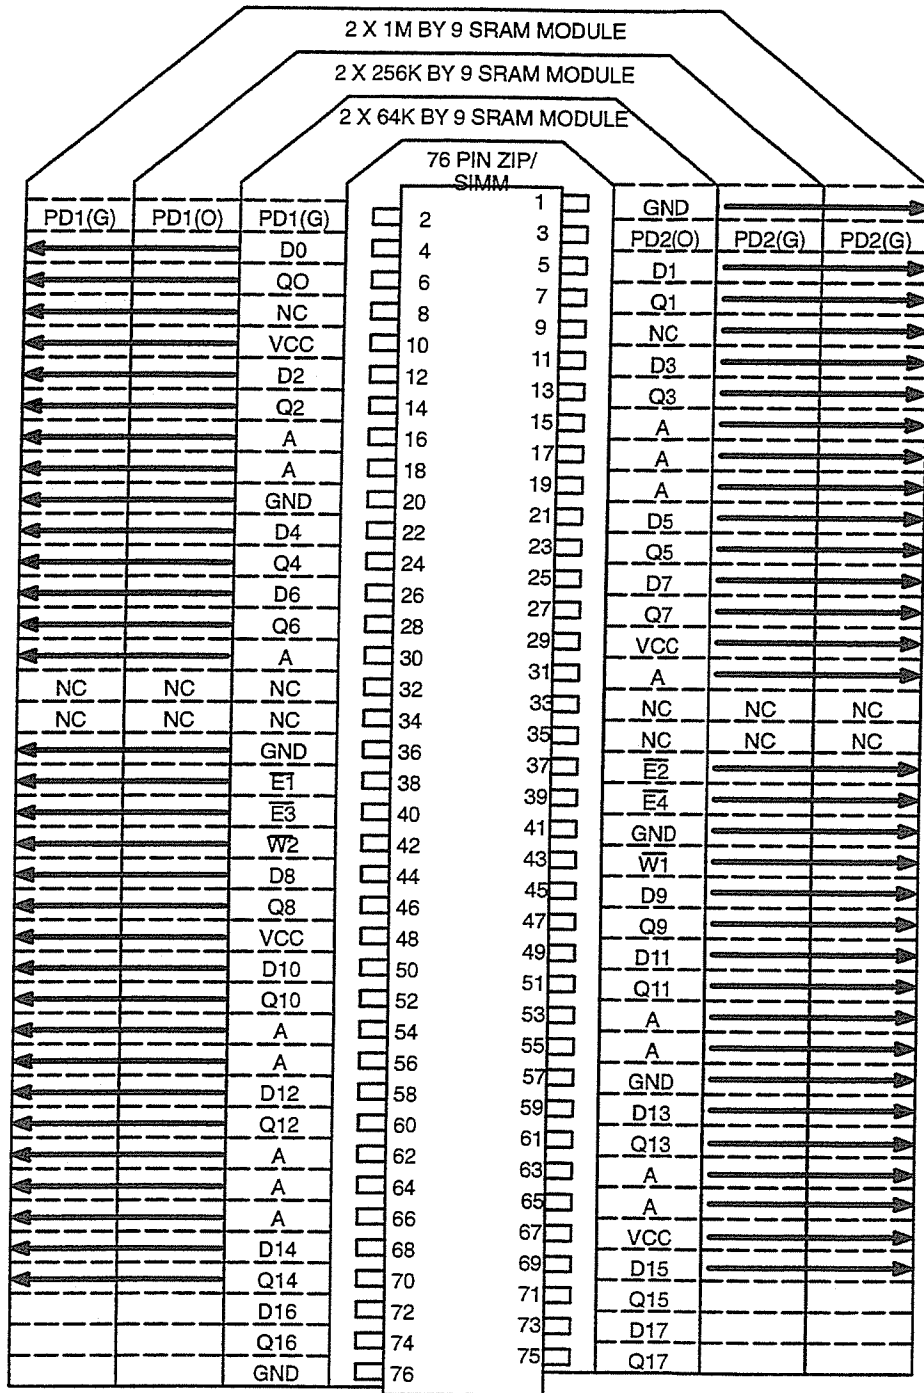 2 X 1M BY 9 SRAM MODULE
2 X 256K BY 9 SRAM MODULE
2 X 64K BY 9 SRAM MODULE
76 PIN ZIP/
SIMM
1 GND
PD1(G) PD1(O) PD1(G) 2
3 PD2(O) PD2(G) PD2(G)
D0 4
5 D1
QO 6
7 Q1
NC 8
9 NC
VCC 10
11 D3
D2 12
13 Q3
Q2 14
15 A
A 16
17 A
A 18
19 A
GND 20
21 D5
D4 22
23 Q5
Q4 24
25 D7
D6 26
27 Q7
Q6 28
29 VCC
A 30
31 A
NC NC NC 32
33 NC NC NC
NC NC NC 34
35 NC NC NC
GND 36
37 E̅2̅
E̅1̅ 38
39 E̅4̅
E̅3̅ 40
41 GND
W̅2̅ 42
43 W̅1̅
D8 44
45 D9
Q8 46
47 Q9
VCC 48
49 D11
D10 50
51 Q11
Q10 52
53 A
A 54
55 A
A 56
57 GND
D12 58
59 D13
Q12 60
61 Q13
A 62
63 A
A 64
65 A
A 66
67 VCC
D14 68
69 D15
Q14 70
71 Q15
D16 72
73 D17
Q16 74
75 Q17
GND 76